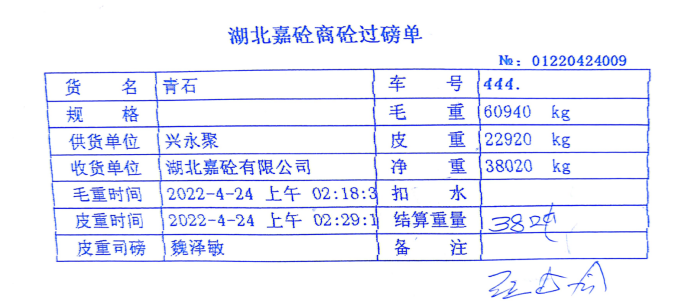 湖北嘉砼商砼过磅单
№: 01220424009
货 名 青石 车 号 444.
规 格 毛 重 60940 kg
供货单位 兴永聚 皮 重 22920 kg
收货单位 湖北嘉砼有限公司 净 重 38020 kg
毛重时间 2022-4-24 上午 02:18:3 扣 水
皮重时间 2022-4-24 上午 02:29:1 结算重量 38吨
皮重司磅 魏泽敏 备 注